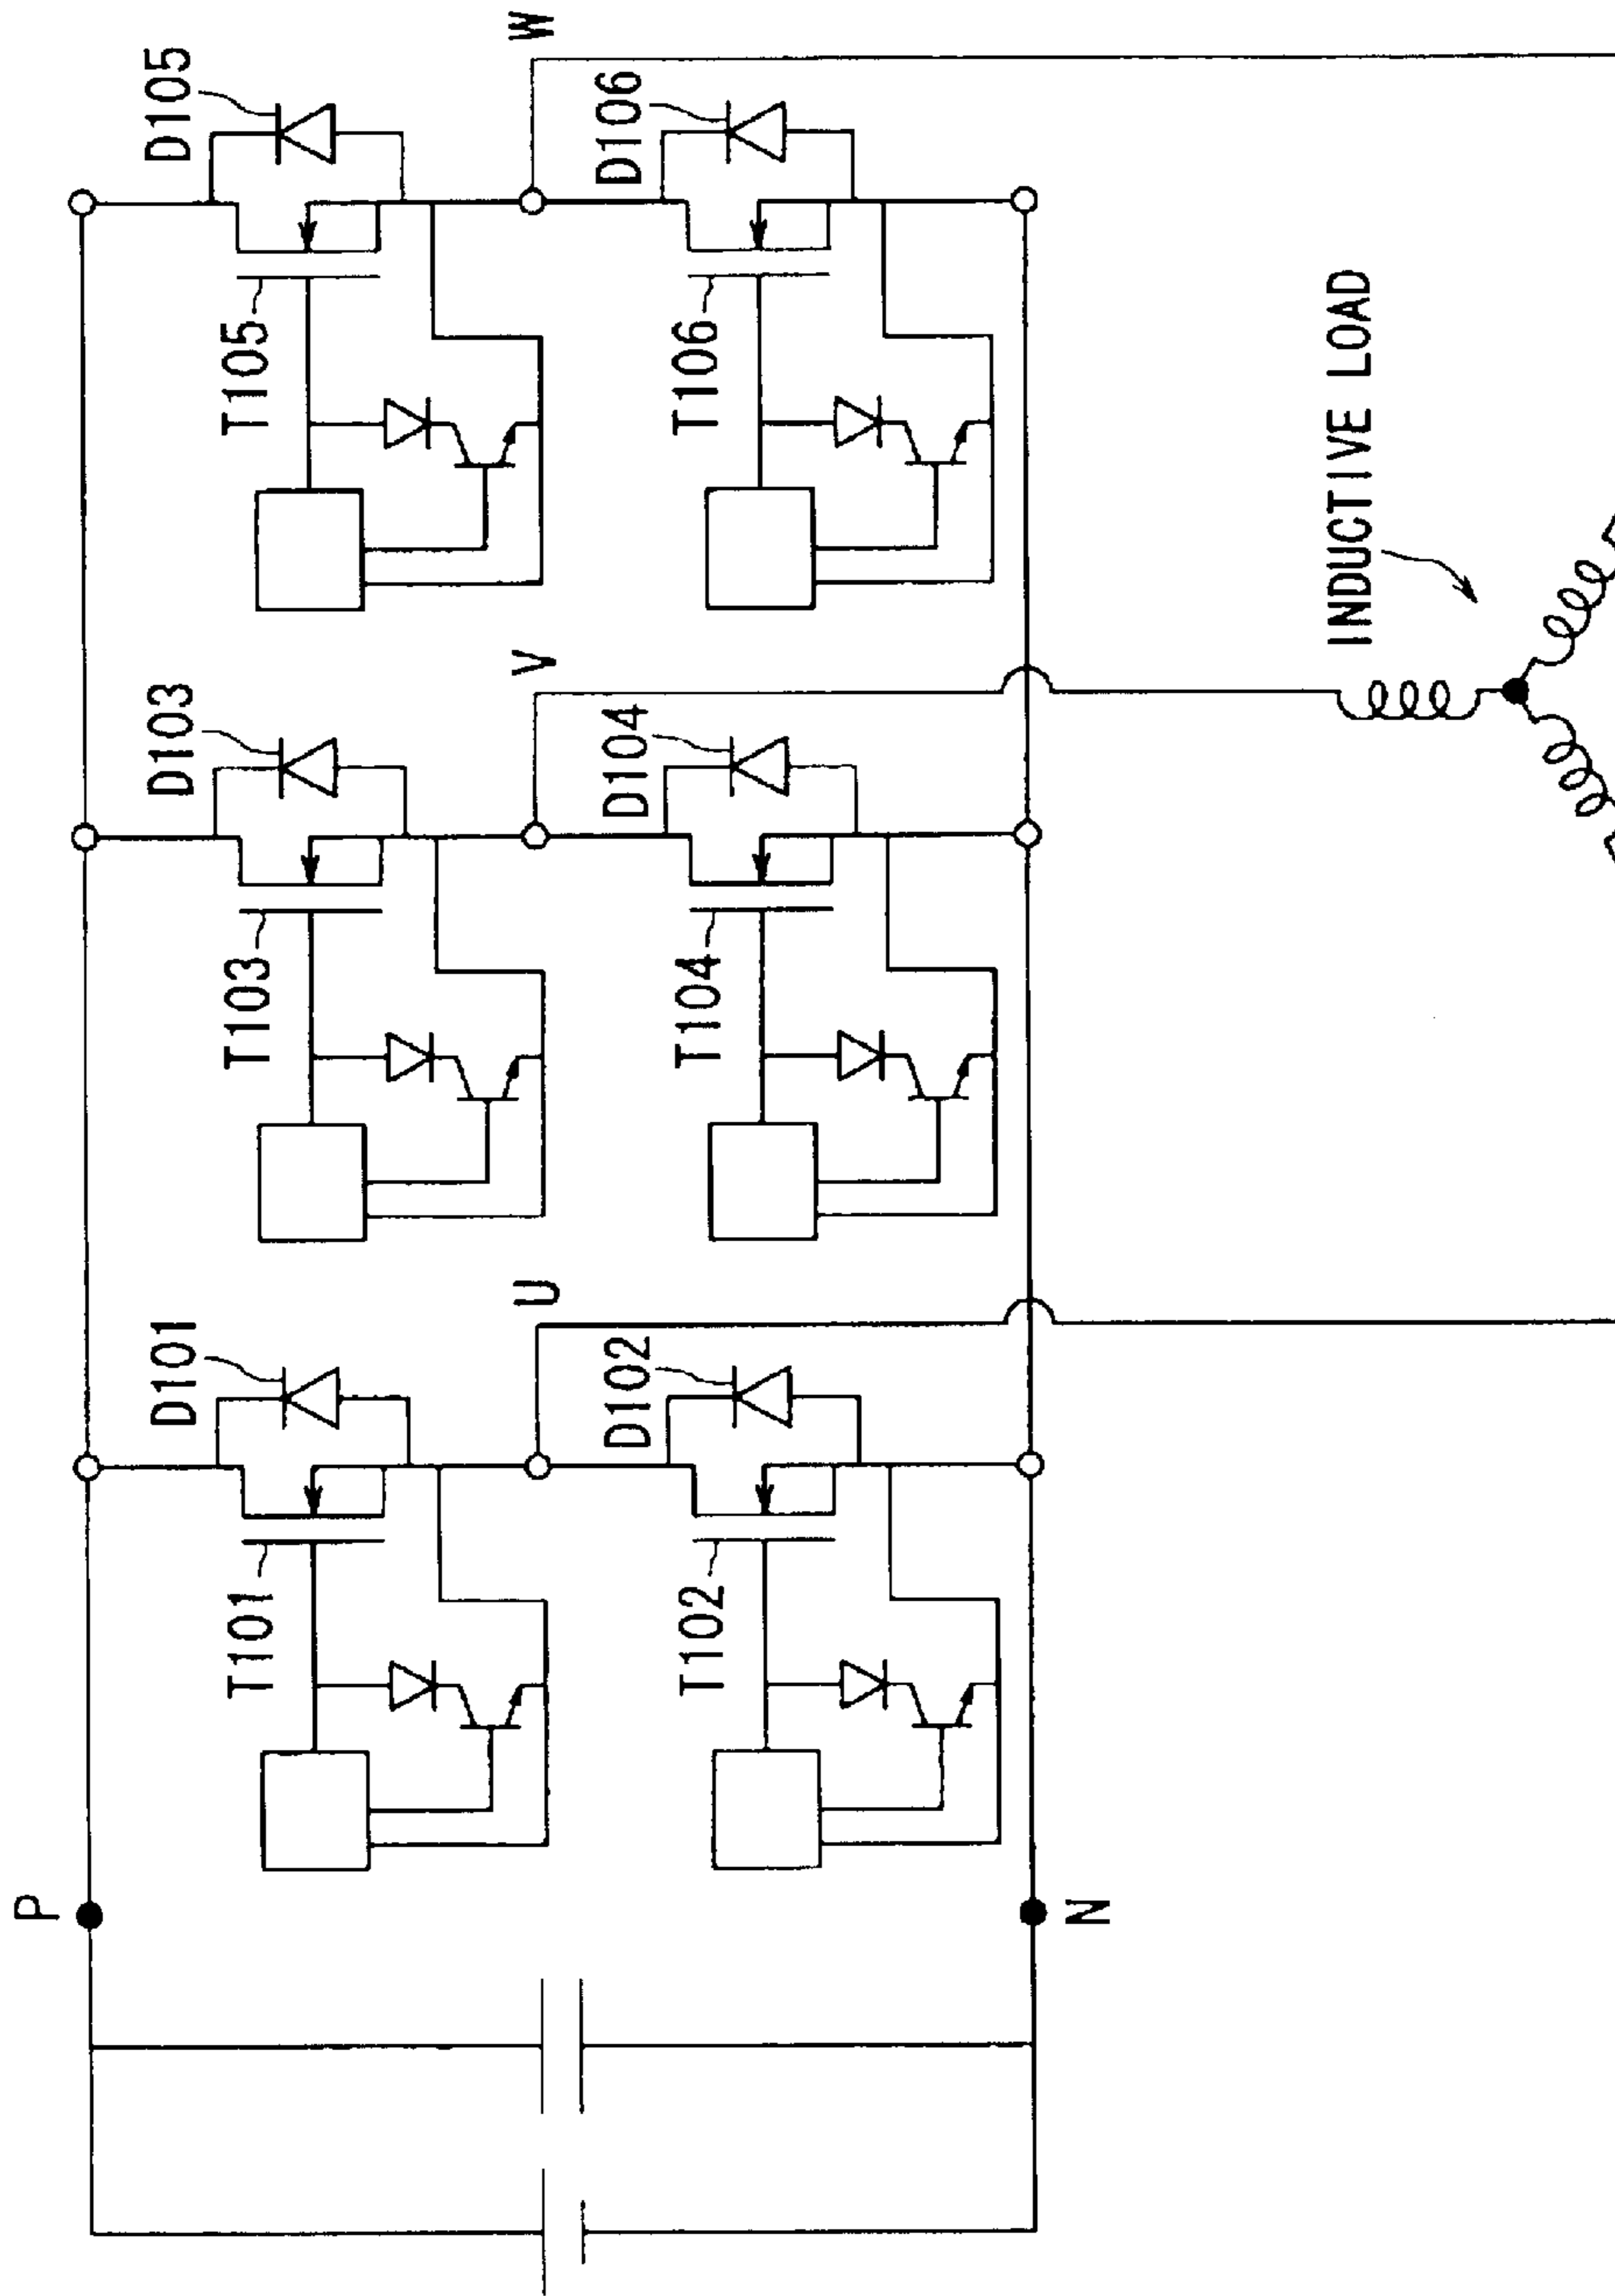 P
D101
D103
D105
T101
T103
T105
U
V
W
D102
D104
D106
T102
T104
T106
N
INDUCTIVE LOAD